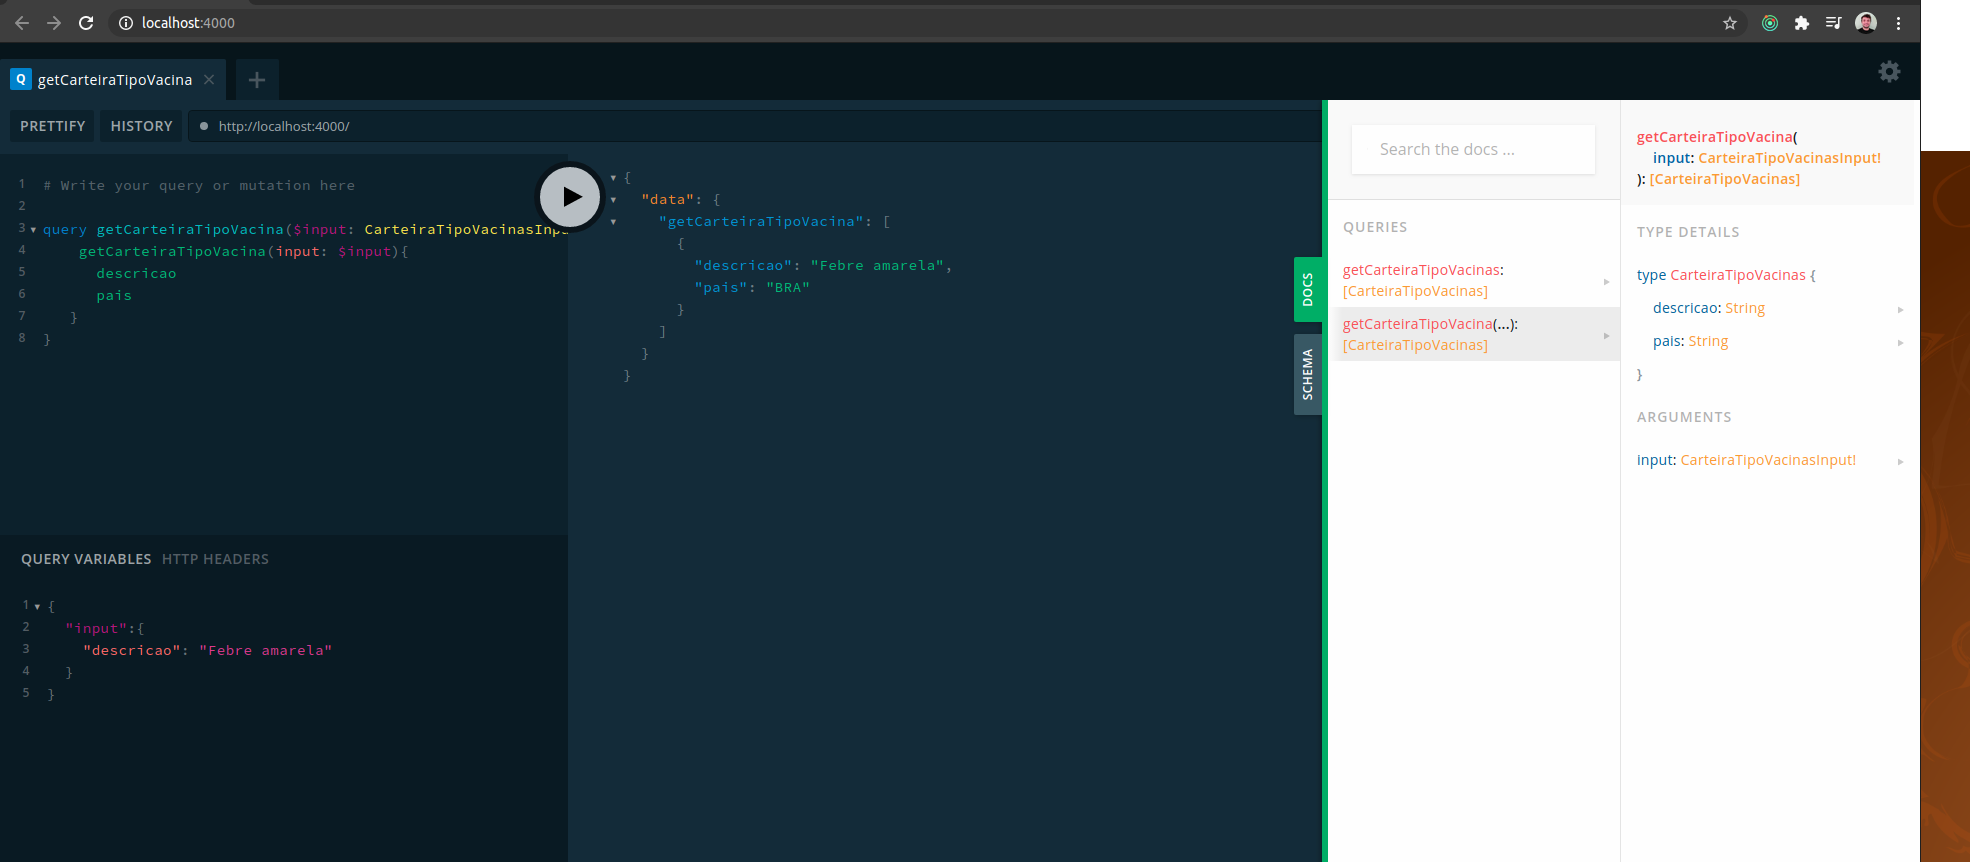 localhost:4000
Q getCarteiraTipoVacina
PRETTIFY HISTORY http://localhost:4000/
1 # Write your query or mutation here
2
3 query getCarteiraTipoVacina($input: CarteiraTipoVacinasInpu
4 getCarteiraTipoVacina(input: $input){
5 descricao
6 pais
7 }
8 }
QUERY VARIABLES HTTP HEADERS
1 {
2 "input":{
3 "descricao": "Febre amarela"
4 }
5 }
{
"data": {
"getCarteiraTipoVacina": [
{
"descricao": "Febre amarela",
"pais": "BRA"
}
]
}
}
DOCS
SCHEMA
Search the docs ...
QUERIES
getCarteiraTipoVacinas:
[CarteiraTipoVacinas]
getCarteiraTipoVacina(...):
[CarteiraTipoVacinas]
getCarteiraTipoVacina(
input: CarteiraTipoVacinasInput!
): [CarteiraTipoVacinas]
TYPE DETAILS
type CarteiraTipoVacinas {
descricao: String
pais: String
}
ARGUMENTS
input: CarteiraTipoVacinasInput!